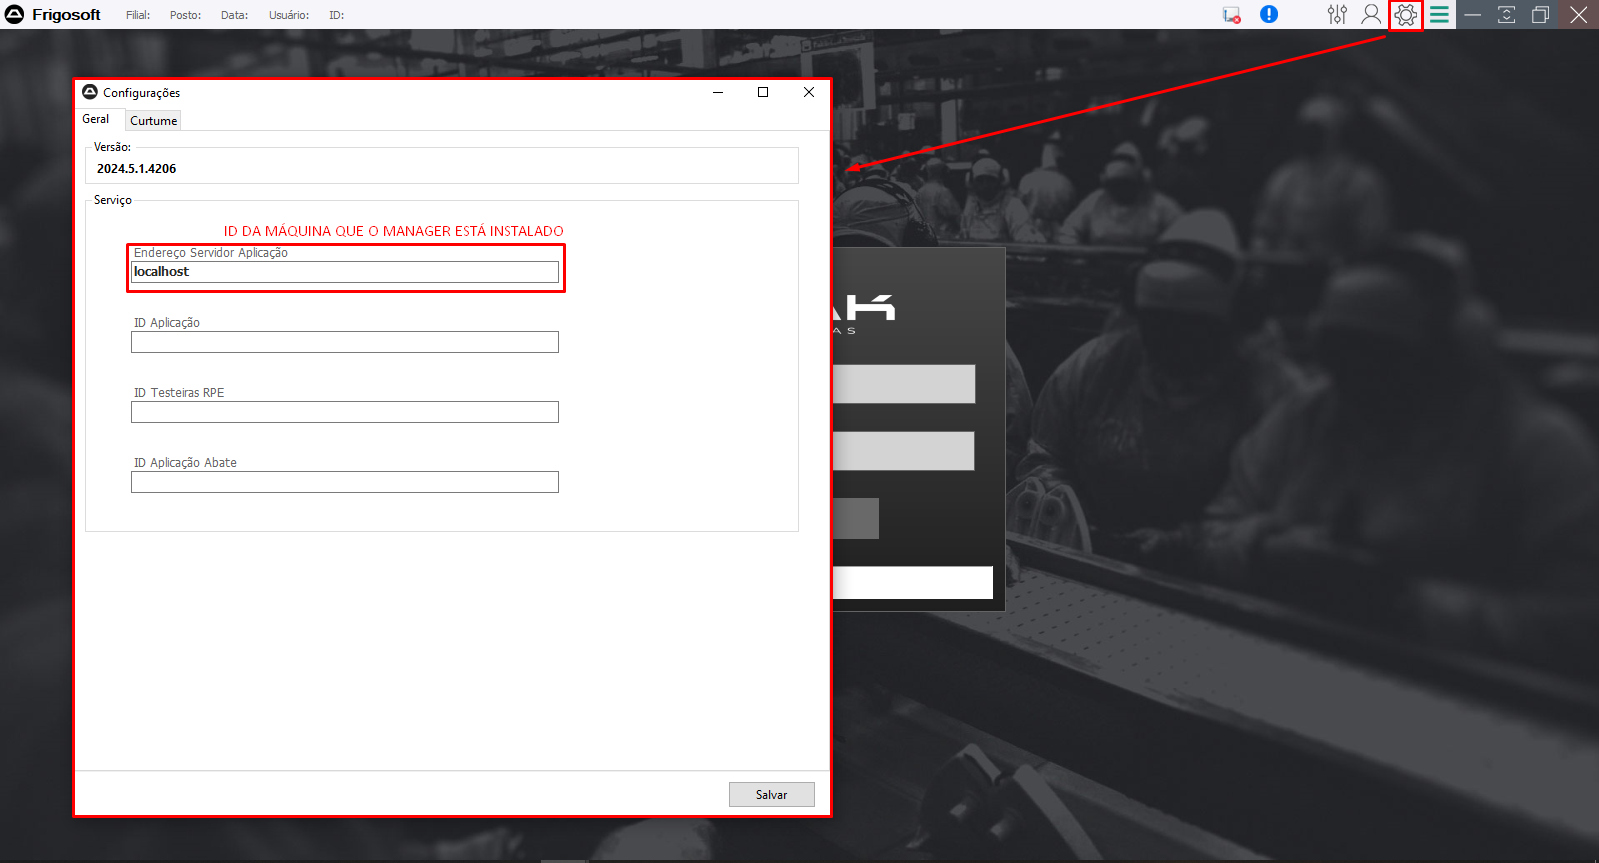 Frigosoft Filial: Posto: Data: Usuário: ID:
Configurações
Geral Curtume
Versão:
2024.5.1.4206
Serviço
ID DA MÁQUINA QUE O MANAGER ESTÁ INSTALADO
Endereço Servidor Aplicação
localhost
ID Aplicação
ID Testeiras RPE
ID Aplicação Abate
Salvar